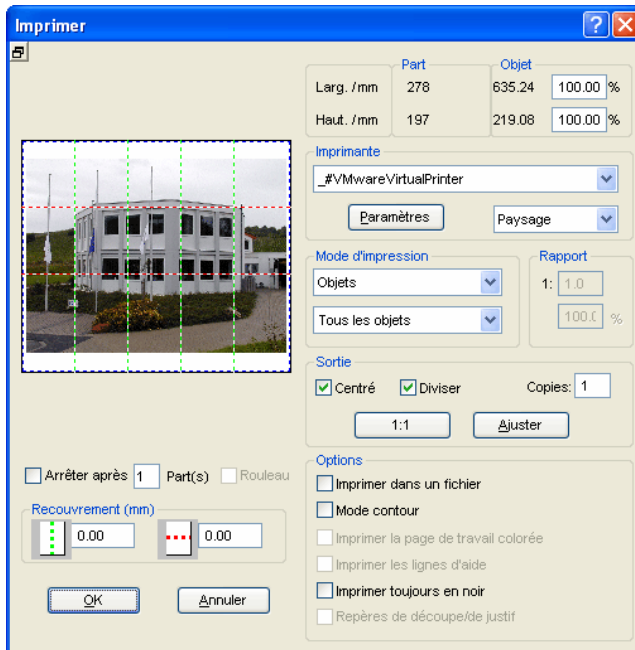 Imprimer
Part
Objet
Larg. /mm 278 635.24 100.00 %
Haut. /mm 197 219.08 100.00 %
Imprimante
_#VMwareVirtualPrinter
Paramètres
Paysage
Mode d'impression
Rapport
Objets
1: 1.0
Tous les objets
100.( %
Sortie
Centré
Diviser
Copies: 1
1:1
Ajuster
Arrêter après 1 Part(s)
Rouleau
Recouvrement (mm)
0.00
0.00
OK
Annuler
Options
Imprimer dans un fichier
Mode contour
Imprimer la page de travail colorée
Imprimer les lignes d'aide
Imprimer toujours en noir
Repères de découpe/de justif